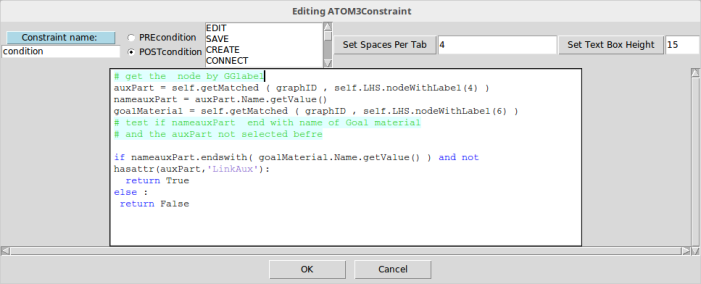 Editing ATOM3Constraint
Constraint name:
condition
PREcondition
POSTcondition
EDIT
SAVE
CREATE
CONNECT
Set Spaces Per Tab
4
Set Text Box Height
15
# get the  node by GGlabel
auxPart = self.getMatched ( graphID , self.LHS.nodeWithLabel(4) )
nameauxPart = auxPart.Name.getValue()
goalMaterial = self.getMatched ( graphID , self.LHS.nodeWithLabel(6) )
# test if nameauxPart  end with name of Goal material
# and the auxPart not selected befre
if nameauxPart.endswith( goalMaterial.Name.getValue() ) and not
hasattr(auxPart,'LinkAux'):
  return True
else :
 return False
OK
Cancel